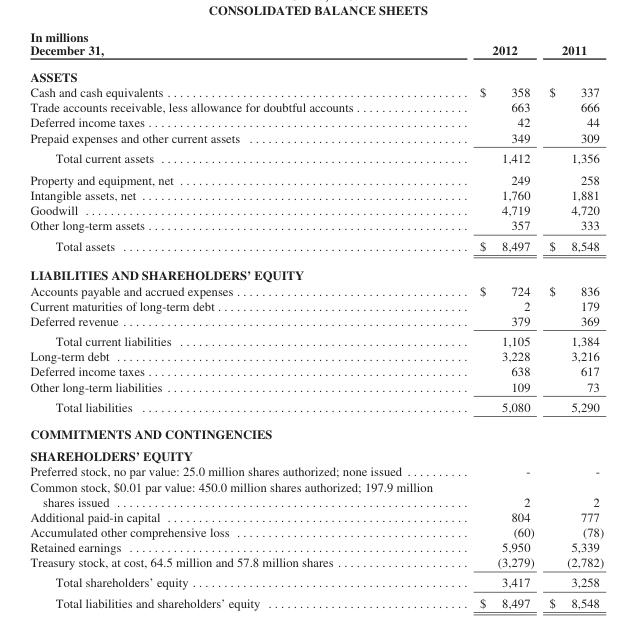 CONSOLIDATED BALANCE SHEETS
In millions
December 31, 2012 2011
ASSETS
Cash and cash equivalents $ 358 $ 337
Trade accounts receivable, less allowance for doubtful accounts 663 666
Deferred income taxes 42 44
Prepaid expenses and other current assets 349 309
Total current assets 1,412 1,356
Property and equipment, net 249 258
Intangible assets, net 1,760 1,881
Goodwill 4,719 4,720
Other long-term assets 357 333
Total assets $ 8,497 $ 8,548
LIABILITIES AND SHAREHOLDERS' EQUITY
Accounts payable and accrued expenses $ 724 $ 836
Current maturities of long-term debt 2 179
Deferred revenue 379 369
Total current liabilities 1,105 1,384
Long-term debt 3,228 3,216
Deferred income taxes 638 617
Other long-term liabilities 109 73
Total liabilities 5,080 5,290
COMMITMENTS AND CONTINGENCIES
SHAREHOLDERS' EQUITY
Preferred stock, no par value: 25.0 million shares authorized; none issued - -
Common stock, $0.01 par value: 450.0 million shares authorized; 197.9 million
shares issued 2 2
Additional paid-in capital 804 777
Accumulated other comprehensive loss (60) (78)
Retained earnings 5,950 5,339
Treasury stock, at cost, 64.5 million and 57.8 million shares (3,279) (2,782)
Total shareholders' equity 3,417 3,258
Total liabilities and shareholders' equity $ 8,497 $ 8,548